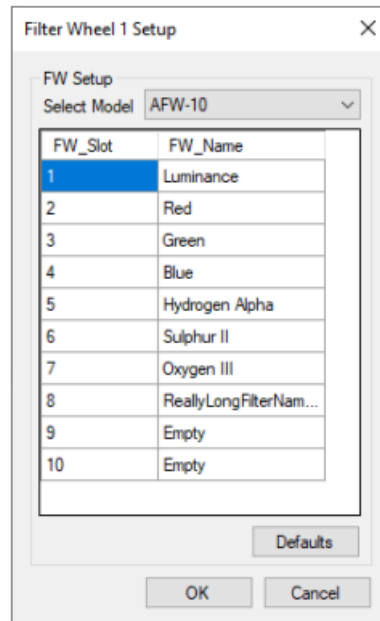 Filter Wheel 1 Setup
FW Setup
Select Model AFW-10
FW_Slot FW_Name
1 Luminance
2 Red
3 Green
4 Blue
5 Hydrogen Alpha
6 Sulphur II
7 Oxygen III
8 ReallyLongFilterNam...
9 Empty
10 Empty
Defaults
OK Cancel